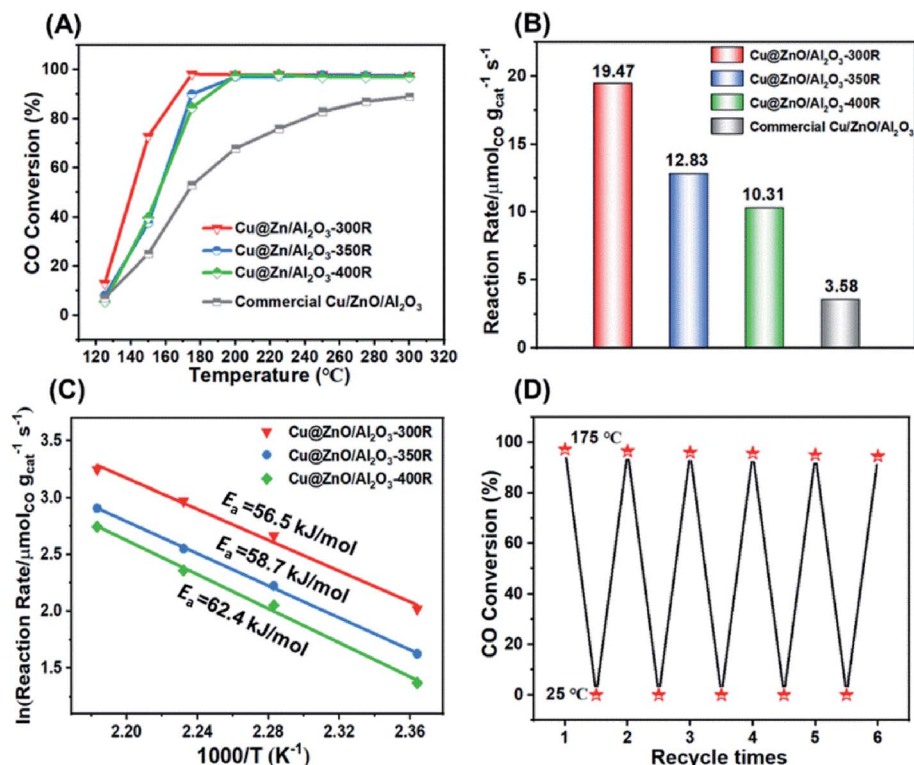 (A)
CO Conversion (%)
100
80
60
40
20
0
Cu@Zn/Al₂O₃-300R
Cu@Zn/Al₂O₃-350R
Cu@Zn/Al₂O₃-400R
Commercial Cu/ZnO/Al₂O₃
120 140 160 180 200 220 240 260 280 300 320
Temperature (℃)
(B)
Reaction Rate/μmol_CO g_cat⁻¹ s⁻¹
20
15
10
5
0
Cu@ZnO/Al₂O₃-300R
Cu@ZnO/Al₂O₃-350R
Cu@ZnO/Al₂O₃-400R
Commercial Cu/ZnO/Al₂O₃
19.47
12.83
10.31
3.58
(C)
ln(Reaction Rate/μmol_CO g_cat⁻¹ s⁻¹)
3.5
3.0
2.5
2.0
1.5
Cu@ZnO/Al₂O₃-300R
Cu@ZnO/Al₂O₃-350R
Cu@ZnO/Al₂O₃-400R
Eₐ=56.5 kJ/mol
Eₐ=58.7 kJ/mol
Eₐ=62.4 kJ/mol
2.20 2.24 2.28 2.32 2.36
1000/T (K⁻¹)
(D)
CO Conversion (%)
100
80
60
40
20
0
175 ℃
25 ℃
1 2 3 4 5 6
Recycle times